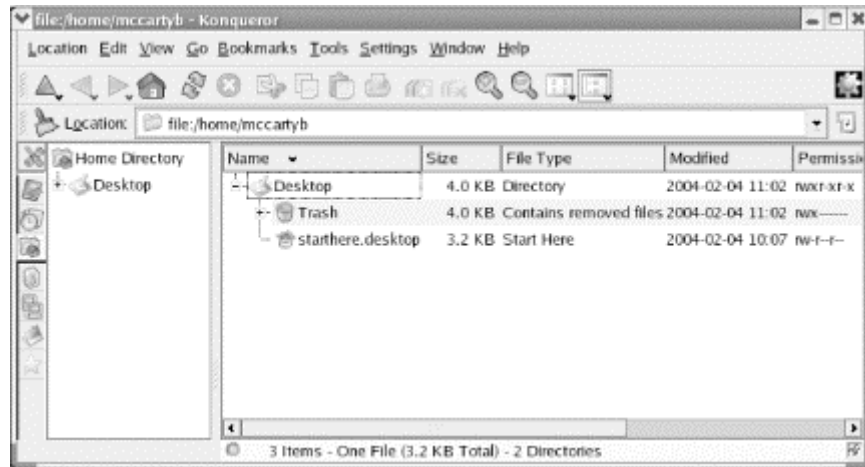 file:/home/mccartyb - Konqueror
Location Edit View Go Bookmarks Tools Settings Window Help
Location: file:/home/mccartyb
Home Directory
Desktop
Name Size File Type Modified Permissi
Desktop 4.0 KB Directory 2004-02-04 11:02 rwxr-xr-x
Trash 4.0 KB Contains removed files 2004-02-04 11:02 rwx------
starthere.desktop 3.2 KB Start Here 2004-02-04 10:07 rw-r--r--
3 Items - One File (3.2 KB Total) - 2 Directories